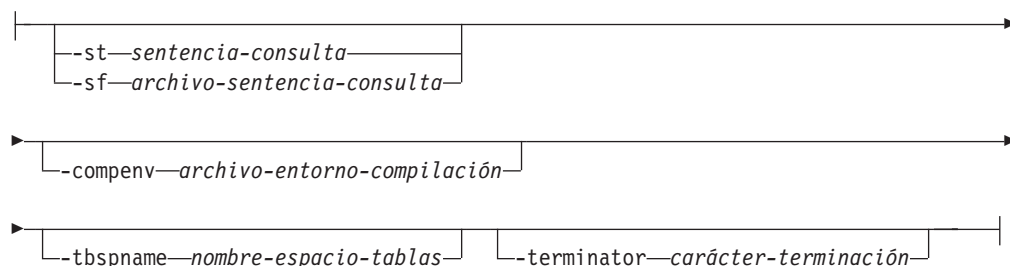 -st sentencia-consulta
-sf archivo-sentencia-consulta
-compenv archivo-entorno-compilación
-tbspname nombre-espacio-tablas -terminator carácter-terminación